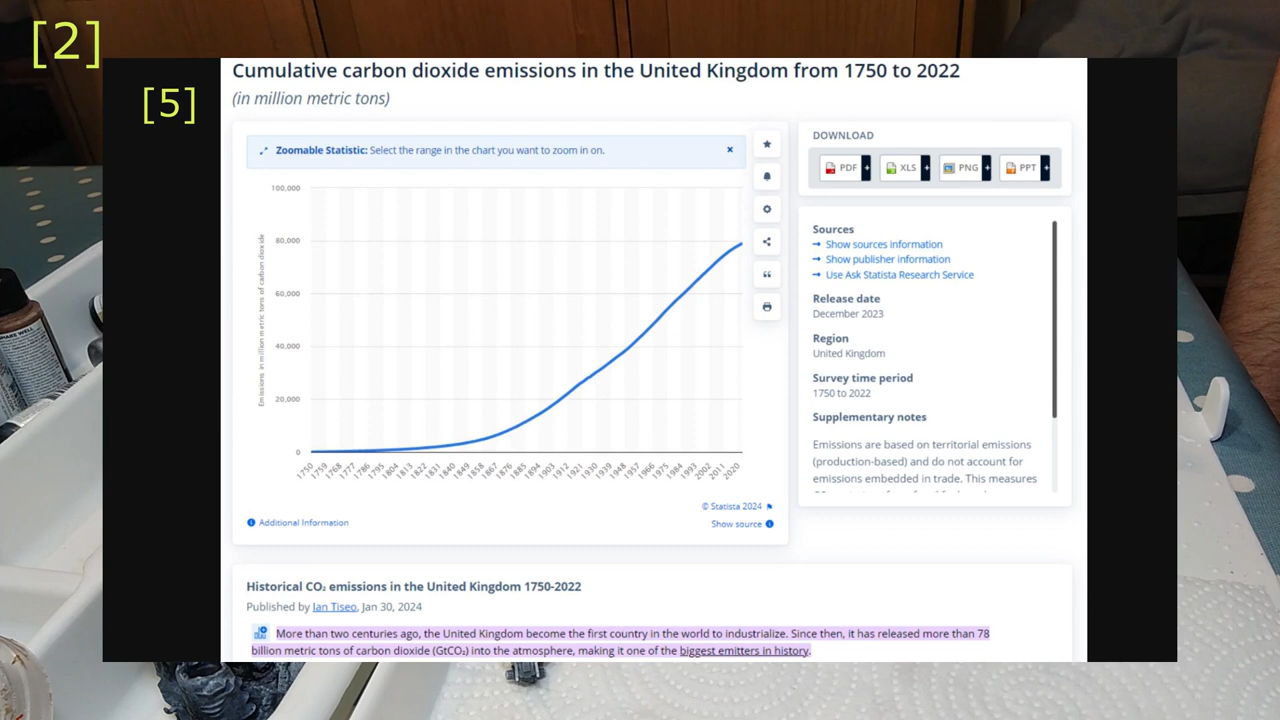 [2]
[5]
Cumulative carbon dioxide emissions in the United Kingdom from 1750 to 2022
(in million metric tons)
Zoomable Statistic: Select the range in the chart you want to zoom in on.
×
Emissions in million metric tons of carbon dioxide
100,000
80,000
60,000
40,000
20,000
0
1750 1759 1768 1777 1786 1795 1804 1813 1822 1831 1840 1849 1858 1867 1876 1885 1894 1903 1912 1921 1930 1939 1948 1957 1966 1975 1984 1993 2002 2011 2020
© Statista 2024
Additional Information
Show source
DOWNLOAD
PDF + XLS + PNG + PPT +
Sources
→ Show sources information
→ Show publisher information
→ Use Ask Statista Research Service
Release date
December 2023
Region
United Kingdom
Survey time period
1750 to 2022
Supplementary notes
Emissions are based on territorial emissions
(production-based) and do not account for
emissions embedded in trade. This measures
Historical CO₂ emissions in the United Kingdom 1750-2022
Published by Ian Tiseo, Jan 30, 2024
More than two centuries ago, the United Kingdom become the first country in the world to industrialize. Since then, it has released more than 78
billion metric tons of carbon dioxide (GtCO₂) into the atmosphere, making it one of the biggest emitters in history.